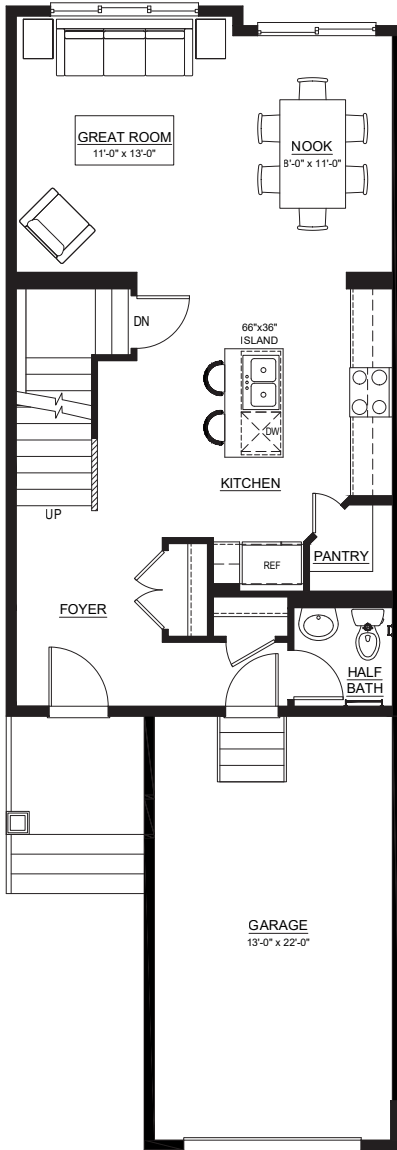 GREAT ROOM
11'-0" x 13'-0"
NOOK
8'-0" x 11'-0"
DN
66"x36"
ISLAND
DW
KITCHEN
UP
REF
PANTRY
FOYER
HALF
BATH
GARAGE
13'-0" x 22'-0"